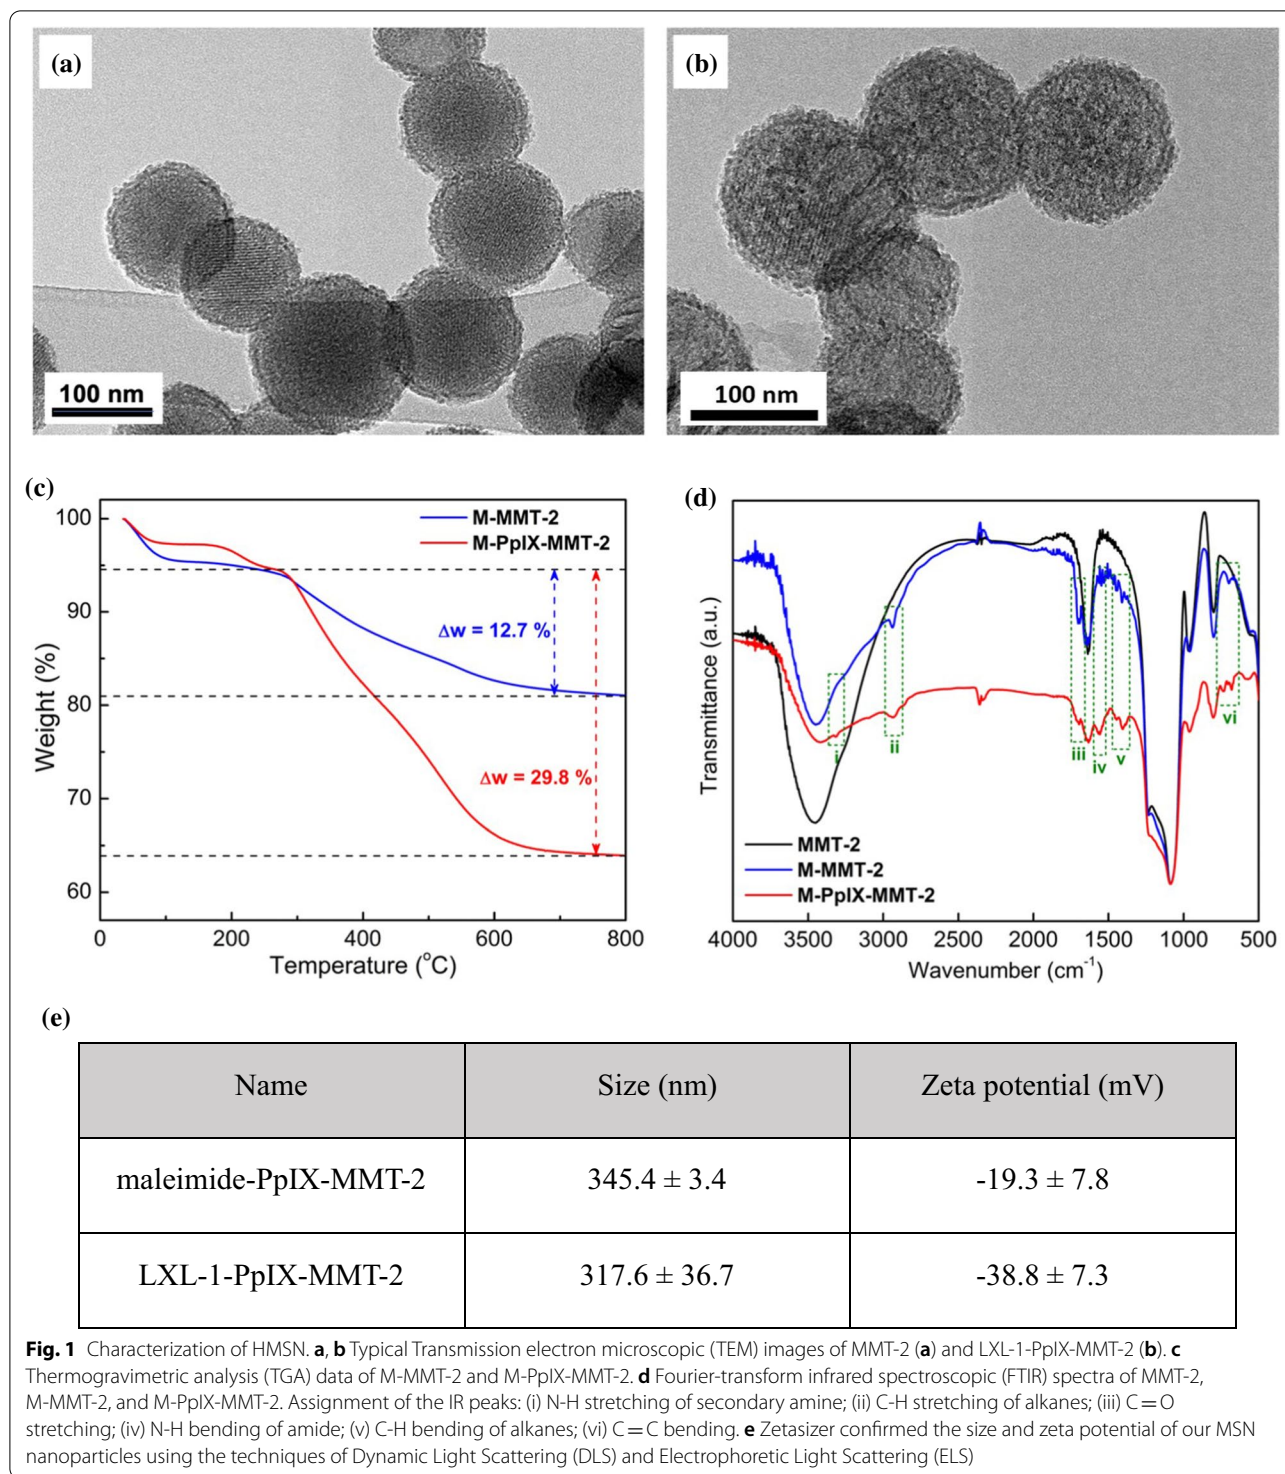 (a)
(b)
100 nm
100 nm
(c)
M-MMT-2
M-PpIX-MMT-2
Δw = 12.7 %
Δw = 29.8 %
100
90
80
70
60
Weight (%)
0 200 400 600 800
Temperature (°C)
(d)
Transmittance (a.u.)
i
ii
iii
iv
v
vi
MMT-2
M-MMT-2
M-PpIX-MMT-2
4000 3500 3000 2500 2000 1500 1000 500
Wavenumber (cm⁻¹)
(e)
Name Size (nm) Zeta potential (mV)
maleimide-PpIX-MMT-2 345.4 ± 3.4 -19.3 ± 7.8
LXL-1-PpIX-MMT-2 317.6 ± 36.7 -38.8 ± 7.3
Fig. 1 Characterization of HMSN. a, b Typical Transmission electron microscopic (TEM) images of MMT-2 (a) and LXL-1-PpIX-MMT-2 (b). c
Thermogravimetric analysis (TGA) data of M-MMT-2 and M-PpIX-MMT-2. d Fourier-transform infrared spectroscopic (FTIR) spectra of MMT-2,
M-MMT-2, and M-PpIX-MMT-2. Assignment of the IR peaks: (i) N-H stretching of secondary amine; (ii) C-H stretching of alkanes; (iii) C=O
stretching; (iv) N-H bending of amide; (v) C-H bending of alkanes; (vi) C=C bending. e Zetasizer confirmed the size and zeta potential of our MSN
nanoparticles using the techniques of Dynamic Light Scattering (DLS) and Electrophoretic Light Scattering (ELS)